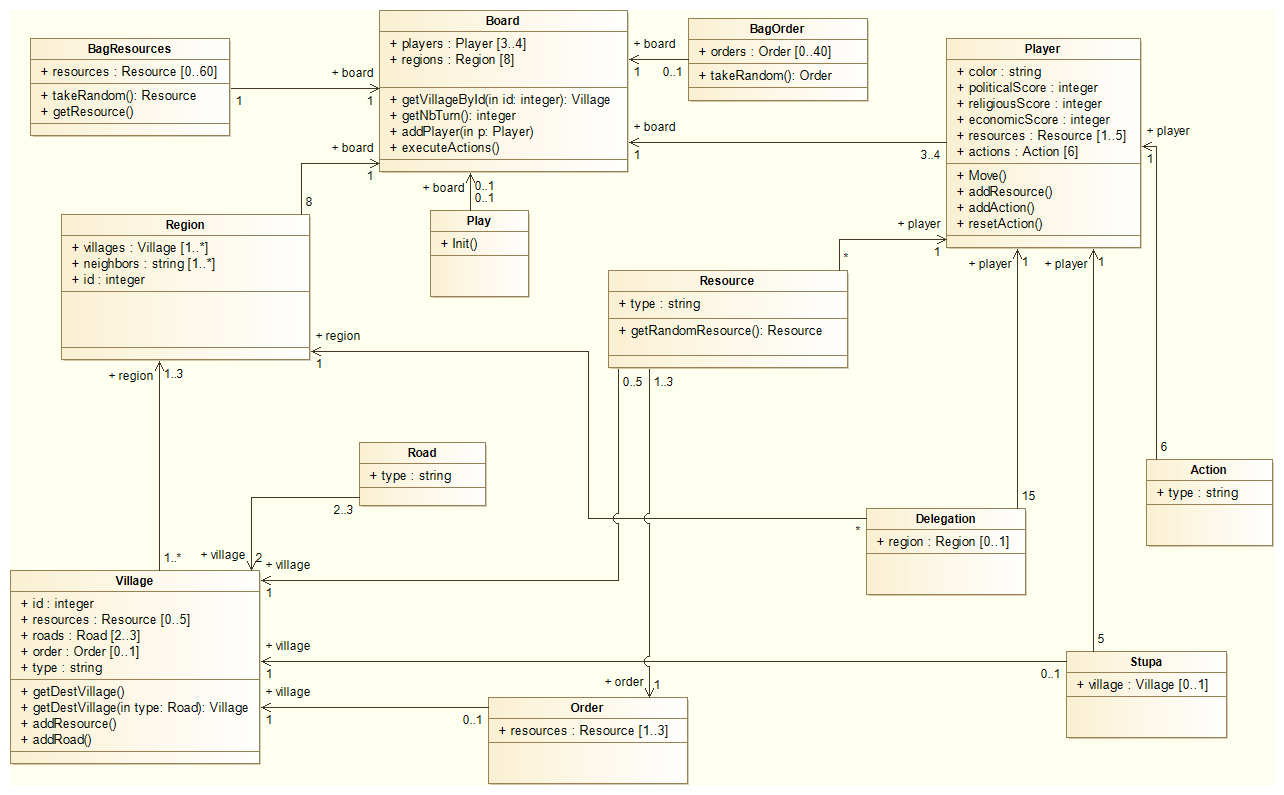 Board
+ players : Player [3..4]
+ regions : Region [8]
+ getVillageById(in id: integer): Village
+ getNbTurn(): integer
+ addPlayer(in p: Player)
+ executeActions()
BagOrder
+ orders : Order [0..40]
+ takeRandom(): Order
+ board
1
0..1
BagResources
+ resources : Resource [0..60]
+ takeRandom(): Resource
+ getResource()
+ board
1
1
Player
+ color : string
+ politicalScore : integer
+ religiousScore : integer
+ economicScore : integer
+ resources : Resource [1..5]
+ actions : Action [6]
+ Move()
+ addResource()
+ addAction()
+ resetAction()
+ board
1
3..4
+ player
1
+ board
1
8
+ board
0..1
0..1
Region
+ villages : Village [1..*]
+ neighbors : string [1..*]
+ id : integer
Play
+ Init()
+ player
1
*
+ player
1
+ player
1
Resource
+ type : string
+ getRandomResource(): Resource
+ region
1
+ region
1..3
0..5
1..3
Road
+ type : string
2..3
6
Action
+ type : string
15
Delegation
+ region : Region [0..1]
*
1..*
+ village
2
+ village
1
Village
+ id : integer
+ resources : Resource [0..5]
+ roads : Road [2..3]
+ order : Order [0..1]
+ type : string
+ getDestVillage()
+ getDestVillage(in type: Road): Village
+ addResource()
+ addRoad()
+ village
1
5
0..1
Stupa
+ village : Village [0..1]
+ village
1
+ order
1
0..1
Order
+ resources : Resource [1..3]